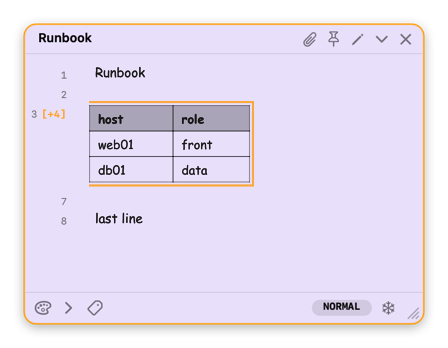 Runbook
1 Runbook
2
3 [+4]
host role
web01 front
db01 data
7
8 last line
NORMAL